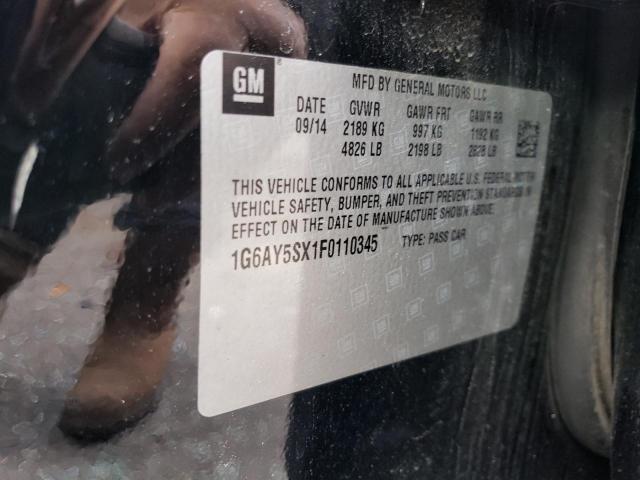 GM
MFD BY GENERAL MOTORS LLC
DATE GVWR GAWR FRT GAWR RR
09/14 2189 KG 997 KG 1192 KG
4826 LB 2198 LB 2628 LB
THIS VEHICLE CONFORMS TO ALL APPLICABLE U.S. FEDERAL MOTOR
VEHICLE SAFETY, BUMPER, AND THEFT PREVENTION STANDARDS IN
EFFECT ON THE DATE OF MANUFACTURE SHOWN ABOVE.
1G6AY5SX1F0110345 TYPE: PASS CAR